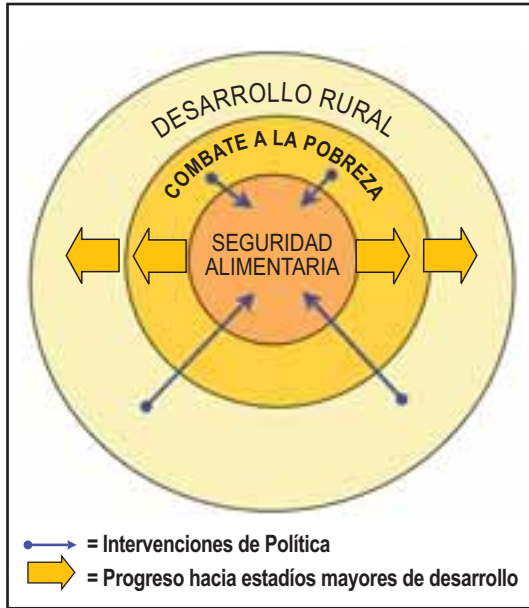 DESARROLLO RURAL
COMBATE A LA POBREZA
SEGURIDAD
ALIMENTARIA
= Intervenciones de Política
= Progreso hacia estadíos mayores de desarrollo